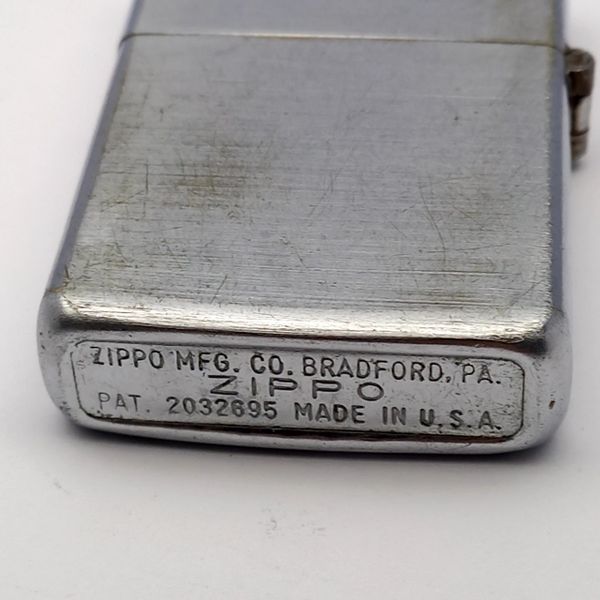 ZIPPO MFG. CO. BRADFORD, PA.
ZIPPO
PAT. 2032695 MADE IN U.S.A.